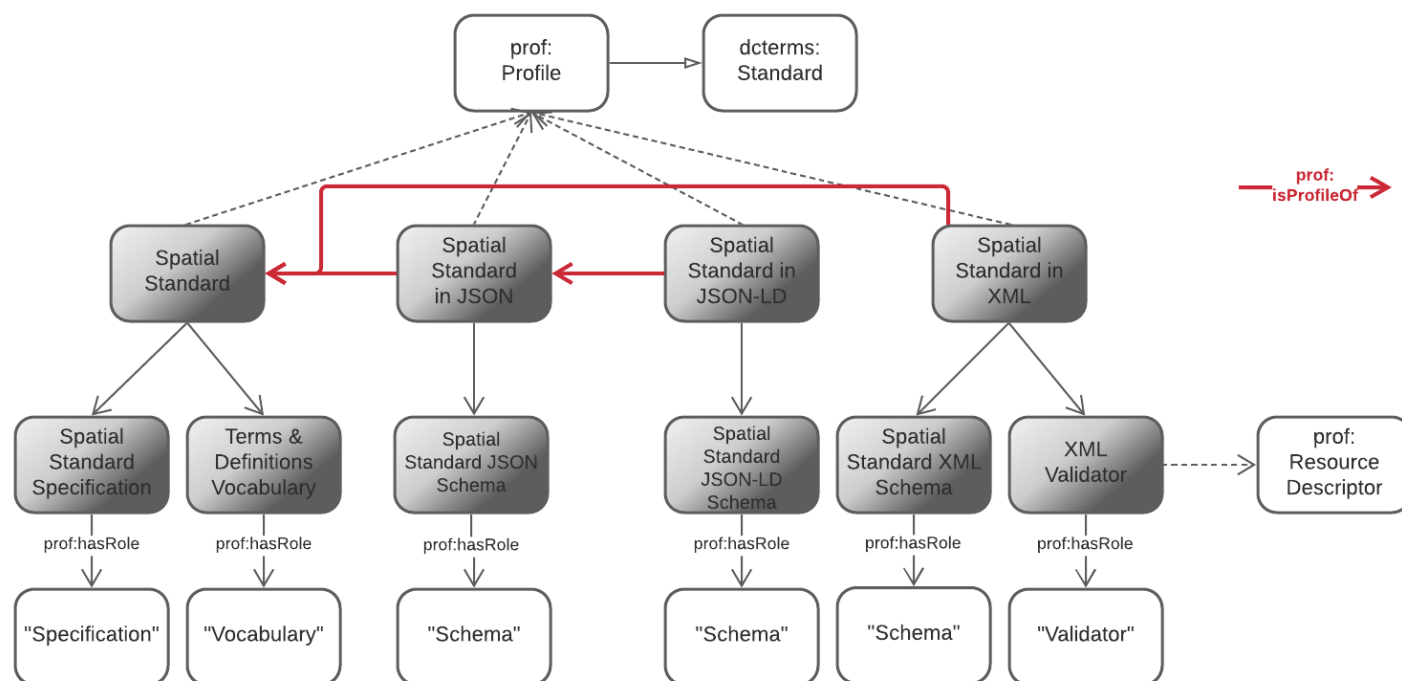 prof:
Profile
dcterms:
Standard
prof:
isProfileOf
Spatial
Standard
Spatial
Standard
in JSON
Spatial
Standard in
JSON-LD
Spatial
Standard in
XML
Spatial
Standard
Specification
Terms &
Definitions
Vocabulary
Spatial
Standard JSON
Schema
Spatial
Standard
JSON-LD
Schema
Spatial
Standard XML
Schema
XML
Validator
prof:
Resource
Descriptor
prof:hasRole
prof:hasRole
prof:hasRole
prof:hasRole
prof:hasRole
prof:hasRole
"Specification"
"Vocabulary"
"Schema"
"Schema"
"Schema"
"Validator"